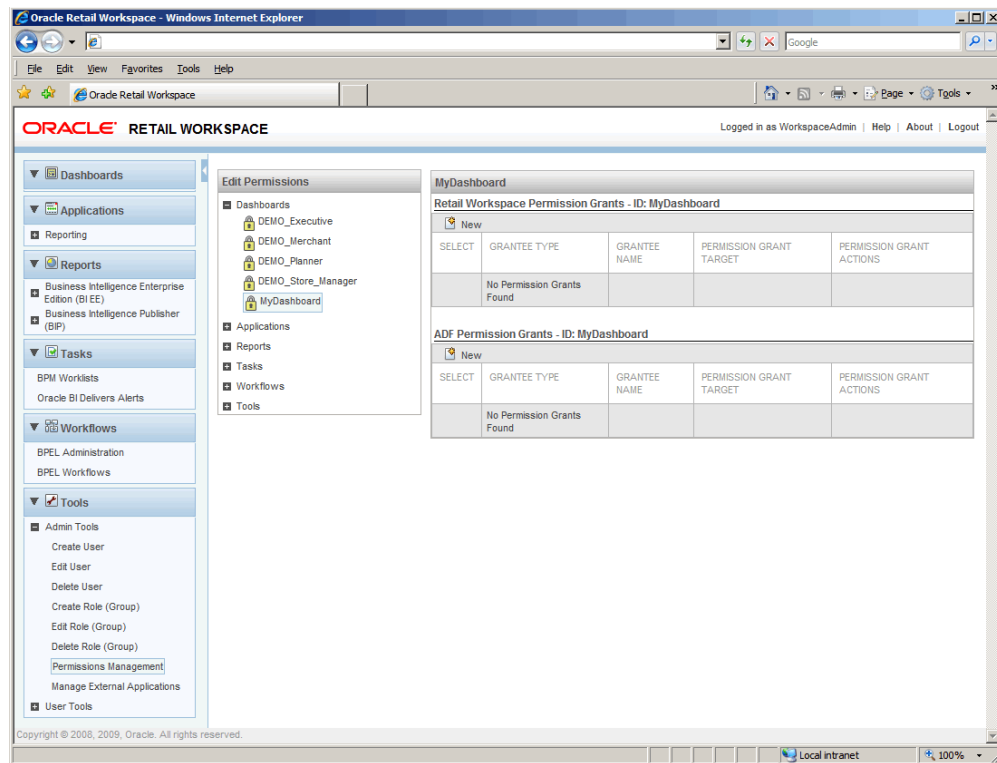 Oracle Retail Workspace - Windows Internet Explorer
Google
File Edit View Favorites Tools Help
Oracle Retail Workspace
Page Tools
ORACLE RETAIL WORKSPACE
Logged in as WorkspaceAdmin | Help | About | Logout
Dashboards
Applications
Reporting
Reports
Business Intelligence Enterprise
Edition (BI EE)
Business Intelligence Publisher
(BIP)
Tasks
BPM Worklists
Oracle BI Delivers Alerts
Workflows
BPEL Administration
BPEL Workflows
Tools
Admin Tools
Create User
Edit User
Delete User
Create Role (Group)
Edit Role (Group)
Delete Role (Group)
Permissions Management
Manage External Applications
User Tools
Edit Permissions
Dashboards
DEMO_Executive
DEMO_Merchant
DEMO_Planner
DEMO_Store_Manager
MyDashboard
Applications
Reports
Tasks
Workflows
Tools
MyDashboard
Retail Workspace Permission Grants - ID: MyDashboard
New
SELECT GRANTEE TYPE GRANTEE NAME PERMISSION GRANT TARGET PERMISSION GRANT ACTIONS
No Permission Grants
Found
ADF Permission Grants - ID: MyDashboard
New
SELECT GRANTEE TYPE GRANTEE NAME PERMISSION GRANT TARGET PERMISSION GRANT ACTIONS
No Permission Grants
Found
Copyright © 2008, 2009, Oracle. All rights reserved.
Local intranet 100%